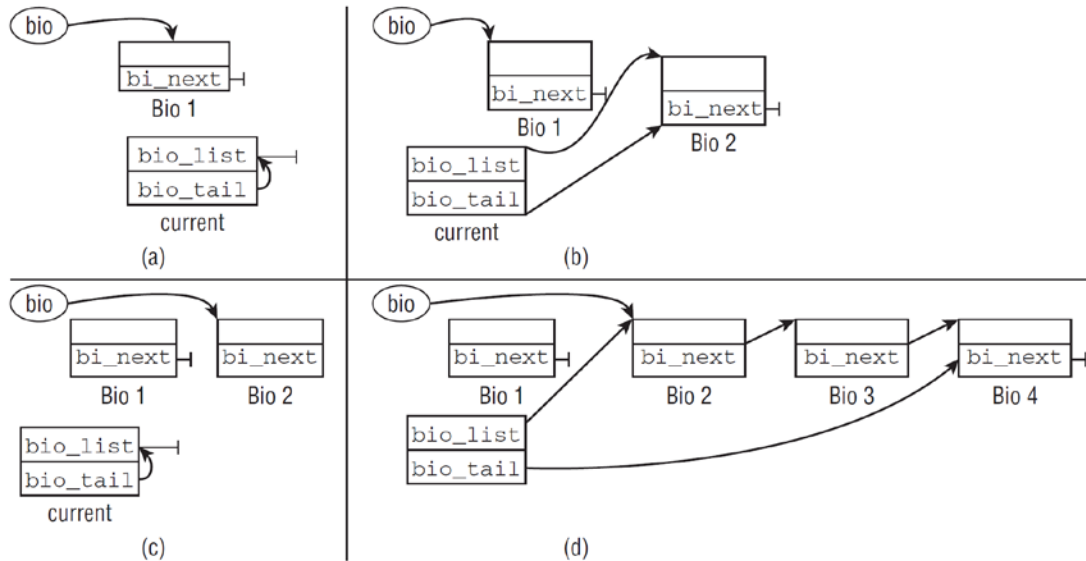 bio
bi_next
Bio 1
bio_list
bio_tail
current
(a)
bio
bi_next
Bio 1
bi_next
Bio 2
bio_list
bio_tail
current
(b)
bio
bi_next
Bio 1
bi_next
Bio 2
bio_list
bio_tail
current
(c)
bio
bi_next
Bio 1
bi_next
Bio 2
bi_next
Bio 3
bi_next
Bio 4
bio_list
bio_tail
(d)